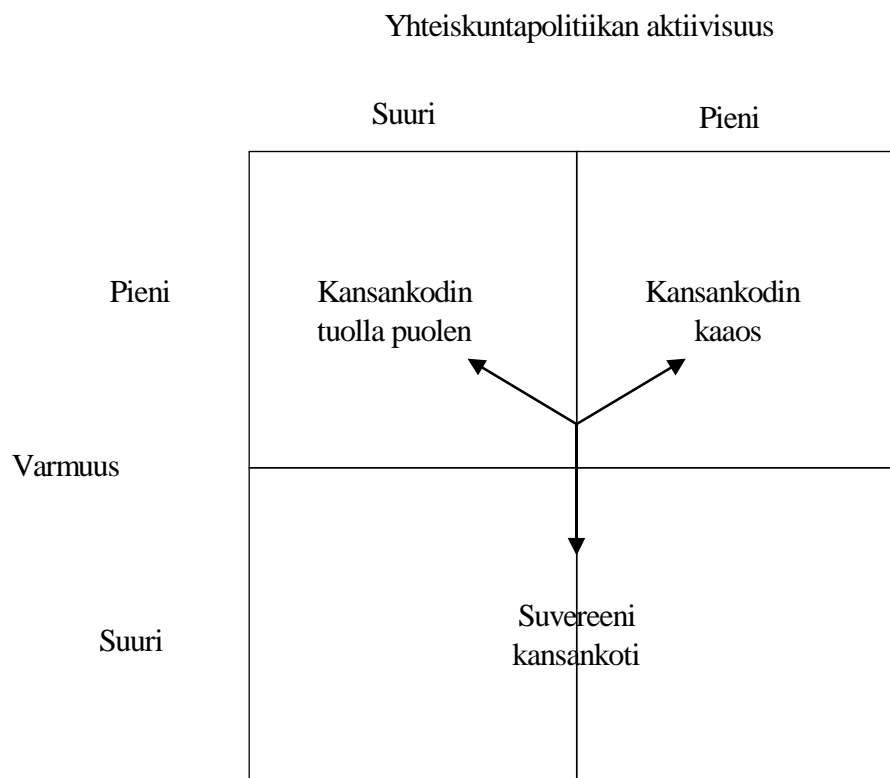 Yhteiskuntapolitiikan aktiivisuus
Suuri
Pieni
Pieni
Kansankodin
tuolla puolen
Kansankodin
kaaos
Varmuus
Suuri
Suvereeni
kansankoti